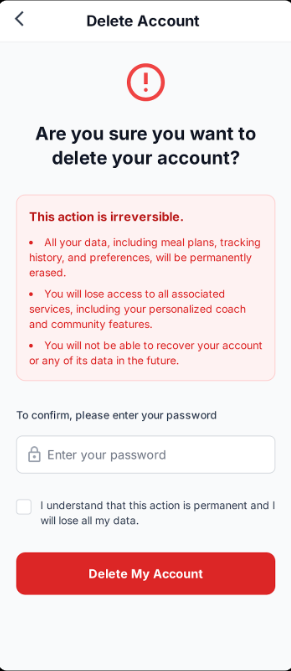 Delete Account
Are you sure you want to
delete your account?
This action is irreversible.
• All your data, including meal plans, tracking
history, and preferences, will be permanently
erased.
• You will lose access to all associated
services, including your personalized coach
and community features.
• You will not be able to recover your account
or any of its data in the future.
To confirm, please enter your password
Enter your password
I understand that this action is permanent and I
will lose all my data.
Delete My Account